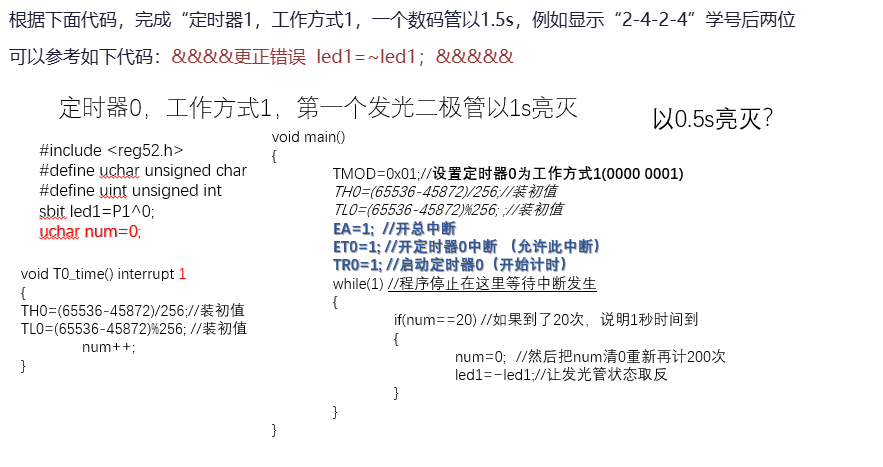 根据下面代码，完成“定时器1，工作方式1，一个数码管以1.5s，例如显示“2-4-2-4”学号后两位
可以参考如下代码：&&&&更正错误 led1=~led1；&&&&&
定时器0，工作方式1，第一个发光二极管以1s亮灭
以0.5s亮灭？
#include <reg52.h>
#define uchar unsigned char
#define uint unsigned int
sbit led1=P1^0;
uchar num=0;
void T0_time() interrupt 1
{
TH0=(65536-45872)/256;//装初值
TL0=(65536-45872)%256; //装初值
num++;
}
void main()
{
TMOD=0x01;//设置定时器0为工作方式1(0000 0001)
TH0=(65536-45872)/256;//装初值
TL0=(65536-45872)%256; ;//装初值
EA=1; //开总中断
ET0=1; //开定时器0中断 （允许此中断）
TR0=1; //启动定时器0（开始计时）
while(1) //程序停止在这里等待中断发生
{
if(num==20) //如果到了20次，说明1秒时间到
{
num=0; //然后把num清0重新再计200次
led1=-led1;//让发光管状态取反
}
}
}